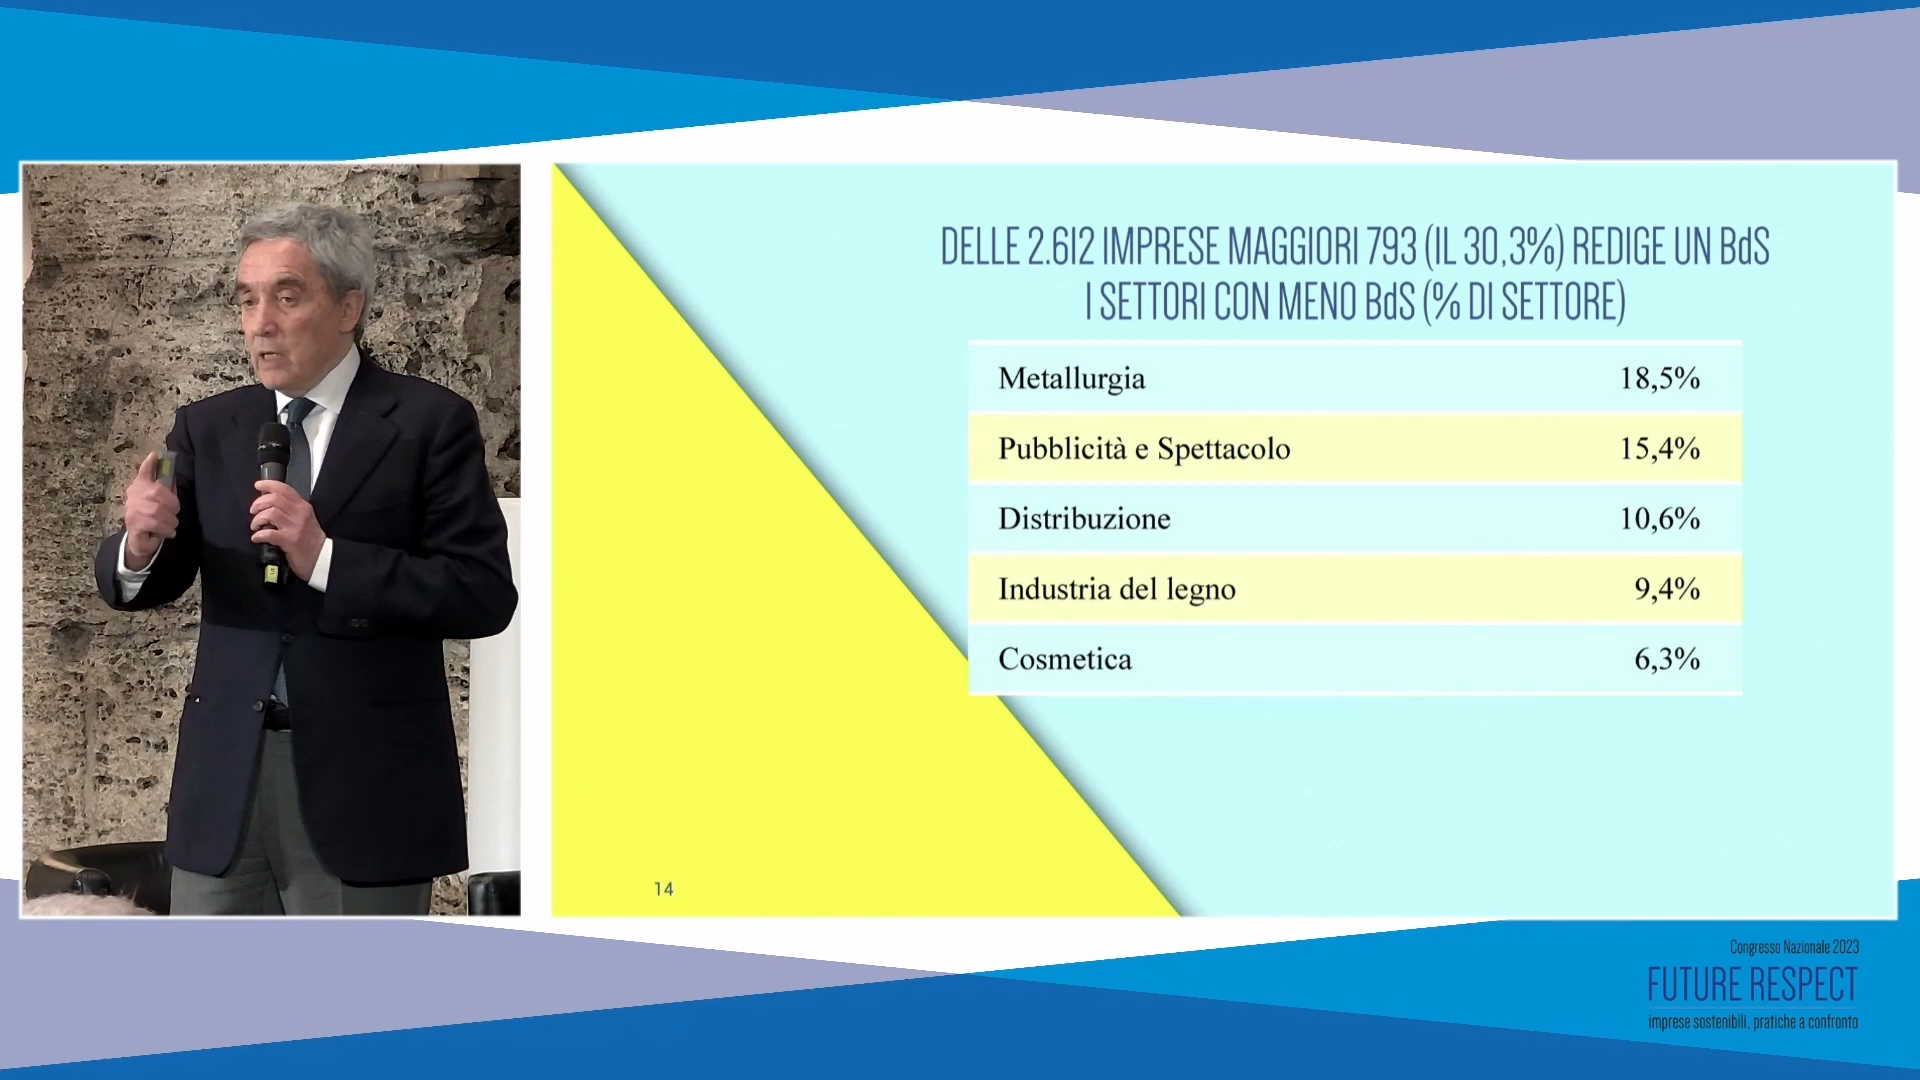 DELLE 2.612 IMPRESE MAGGIORI 793 (IL 30,3%) REDIGE UN BdS
I SETTORI CON MENO BdS (% DI SETTORE)
Metallurgia 18,5%
Pubblicità e Spettacolo 15,4%
Distribuzione 10,6%
Industria del legno 9,4%
Cosmetica 6,3%
14
Congresso Nazionale 2023
FUTURE RESPECT
imprese sostenibili, pratiche a confronto